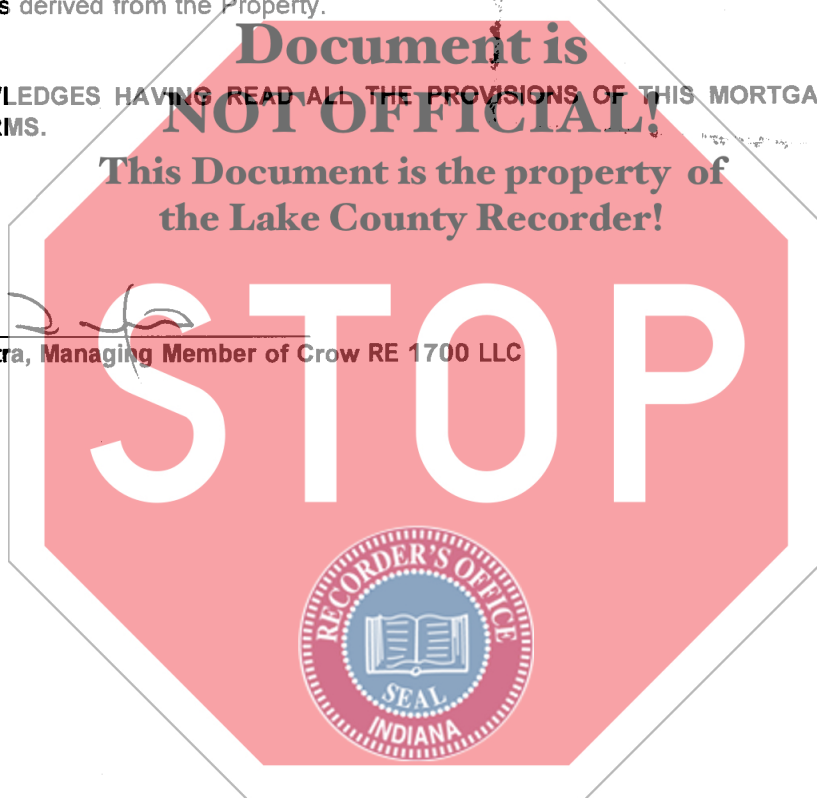 s derived from the Property.
Document is
LEDGES HAVING READ ALL THE PROVISIONS OF THIS MORTGA
NOT OFFICIAL!
RMS.
This Document is the property of
the Lake County Recorder!
STOP
tra, Managing Member of Crow RE 1700 LLC
RECORDER'S OFFICE
SEAL
INDIANA